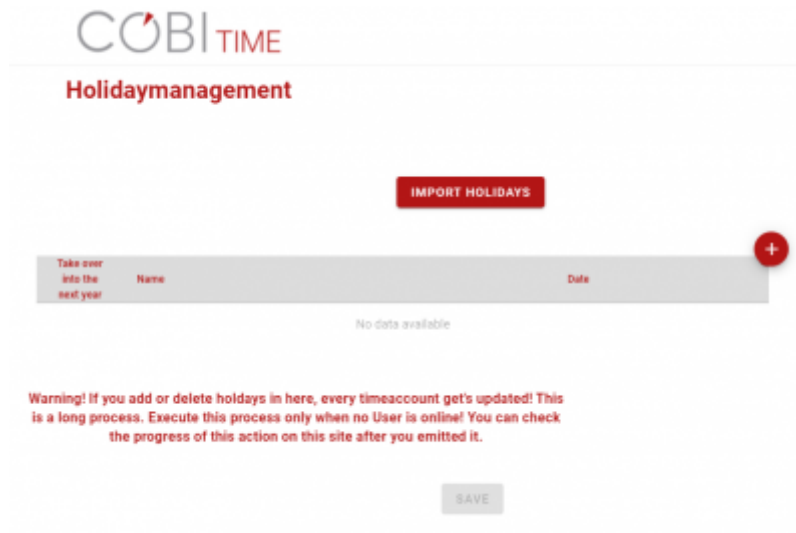 COBI TIME
Holidaymanagement
IMPORT HOLIDAYS
+
Take over
into the
next year
Name
Date
No data available
Warning! If you add or delete holdays in here, every timeaccount get's updated! This
is a long process. Execute this process only when no User is online! You can check
the progress of this action on this site after you emitted it.
SAVE